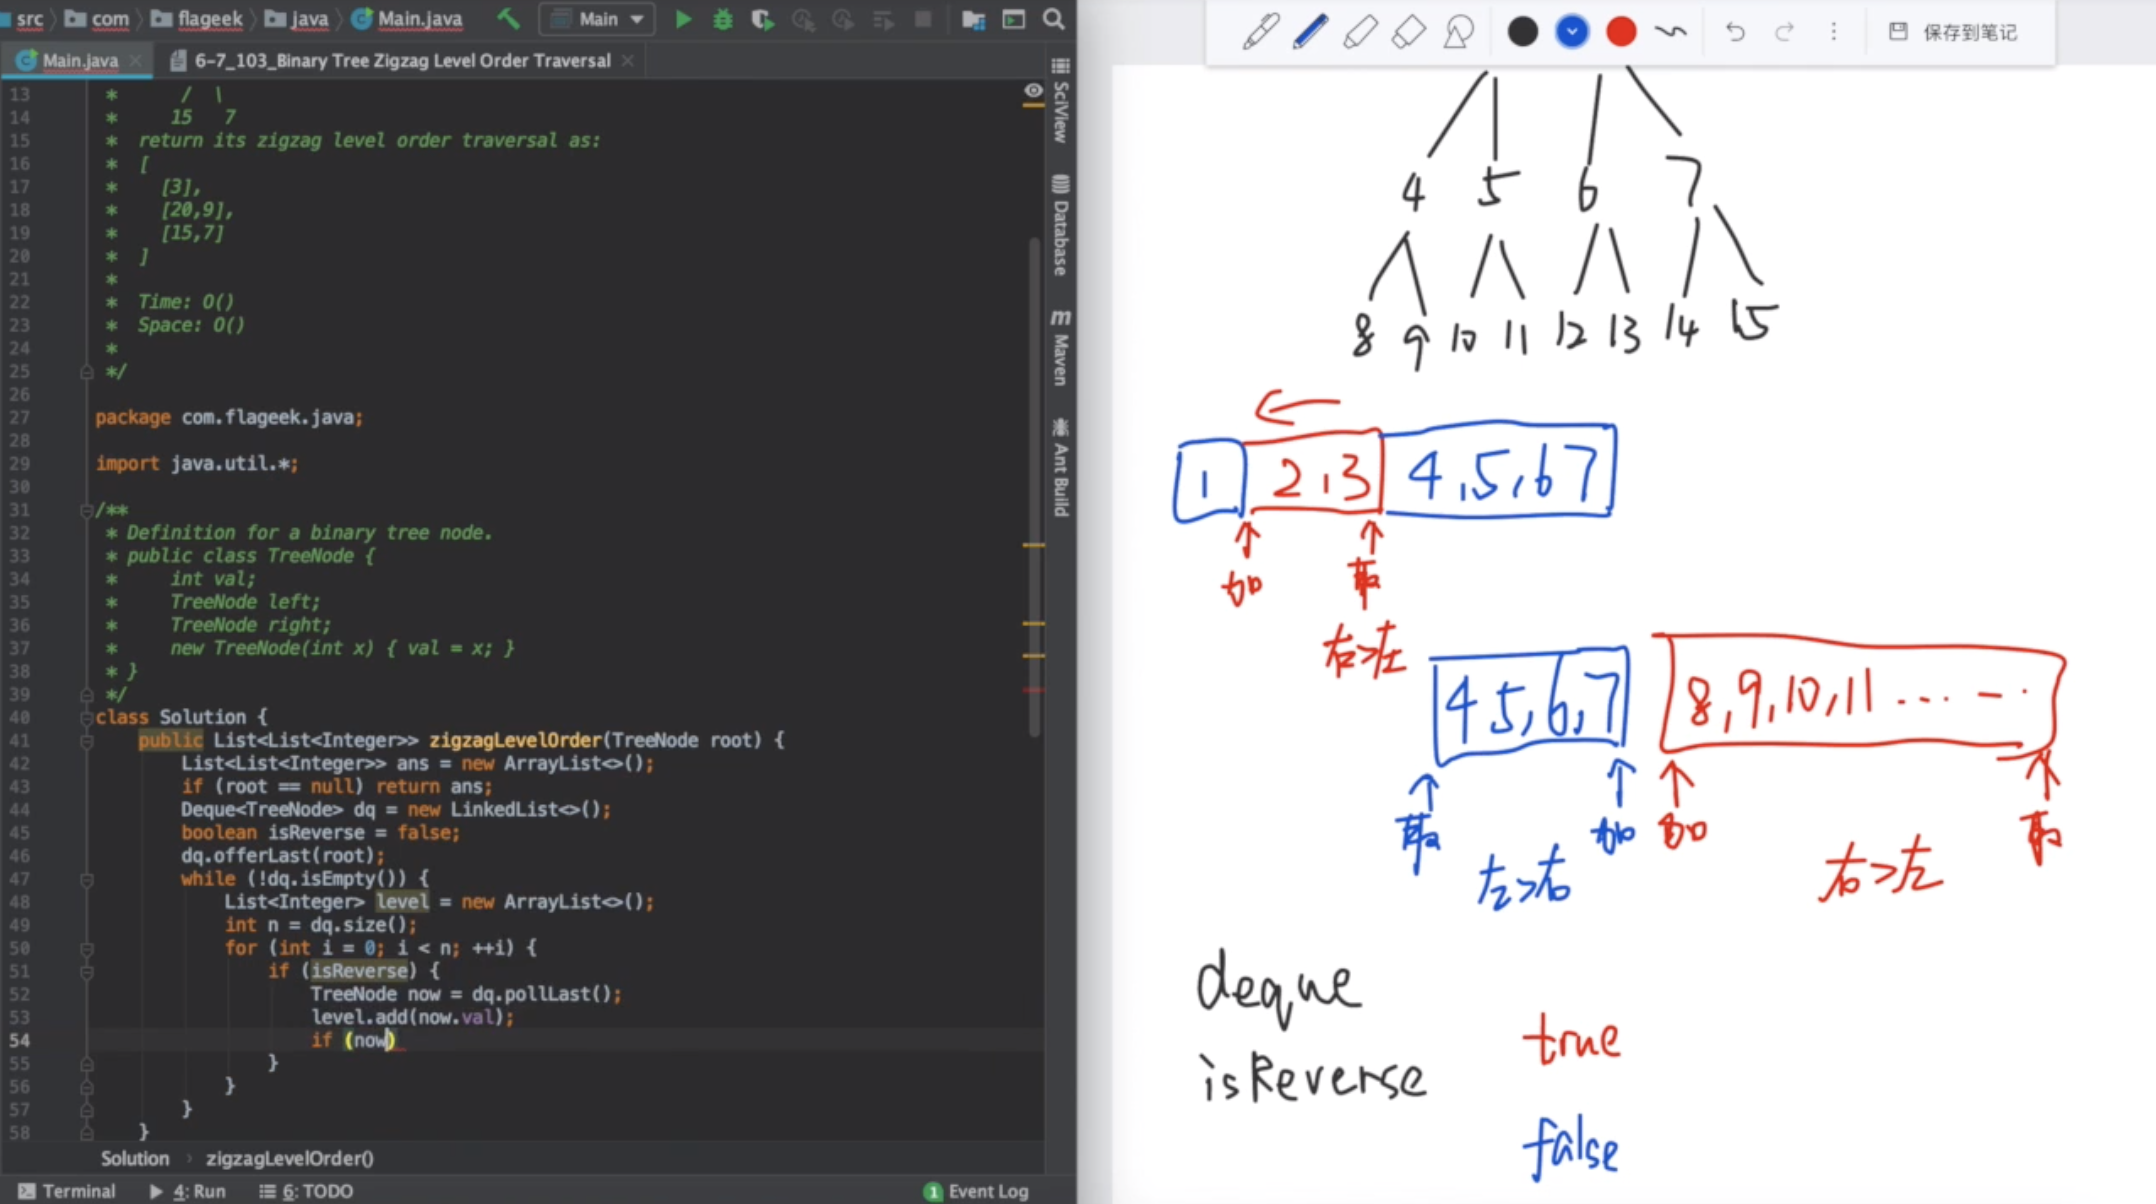 src com flageek java Main.java Main
Main.java 6-7_103_Binary Tree Zigzag Level Order Traversal
13 * / \
14 * 15 7
15 * return its zigzag level order traversal as:
16 * [
17 * [3],
18 * [20,9],
19 * [15,7]
20 * ]
21 *
22 * Time: O()
23 * Space: O()
24 *
25 */
26
27 package com.flageek.java;
28
29 import java.util.*;
30
31 /**
32 * Definition for a binary tree node.
33 * public class TreeNode {
34 * int val;
35 * TreeNode left;
36 * TreeNode right;
37 * new TreeNode(int x) { val = x; }
38 * }
39 */
40 class Solution {
41 public List<List<Integer>> zigzagLevelOrder(TreeNode root) {
42 List<List<Integer>> ans = new ArrayList<>();
43 if (root == null) return ans;
44 Deque<TreeNode> dq = new LinkedList<>();
45 boolean isReverse = false;
46 dq.offerLast(root);
47 while (!dq.isEmpty()) {
48 List<Integer> level = new ArrayList<>();
49 int n = dq.size();
50 for (int i = 0; i < n; ++i) {
51 if (isReverse) {
52 TreeNode now = dq.pollLast();
53 level.add(now.val);
54 if (now)
55 }
56 }
57 }
58 }
Solution › zigzagLevelOrder()
Terminal 4: Run 6: TODO 1 Event Log
SciView
Database
m Maven
Ant Build
保存到笔记
4 5 6 7
8 9 10 11 12 13 14 15
1 2,3 4,5,6 7
加 取
右>左
4 5,6,7 8,9,10,11 ......
取 加 加 取
左>右 右>左
deque
true
isReverse
false